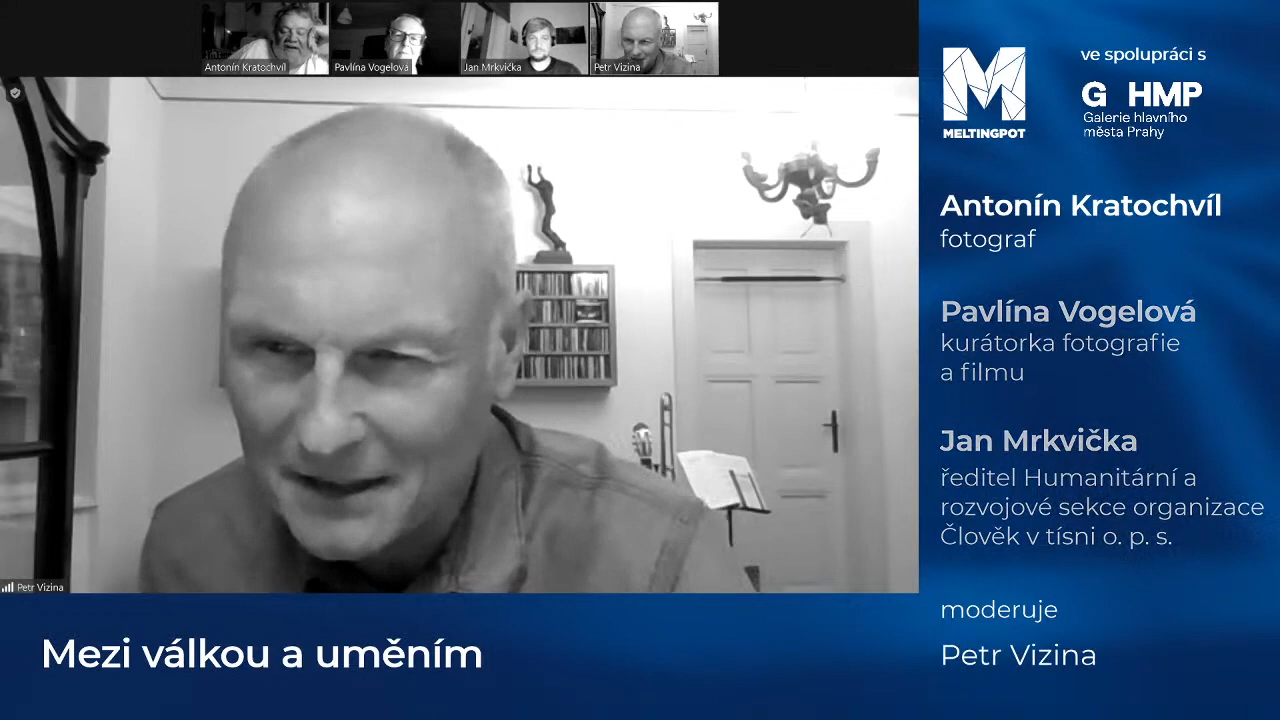 Antonín Kratochvíl
Pavlína Vogelová
Jan Mrkvička
Petr Vizina
Petr Vizina
Mezi válkou a uměním
MELTINGPOT
ve spolupráci s
G HMP
Galerie hlavního
města Prahy
Antonín Kratochvíl
fotograf
Pavlína Vogelová
kurátorka fotografie
a filmu
Jan Mrkvička
ředitel Humanitární a
rozvojové sekce organizace
Člověk v tísni o. p. s.
moderuje
Petr Vizina